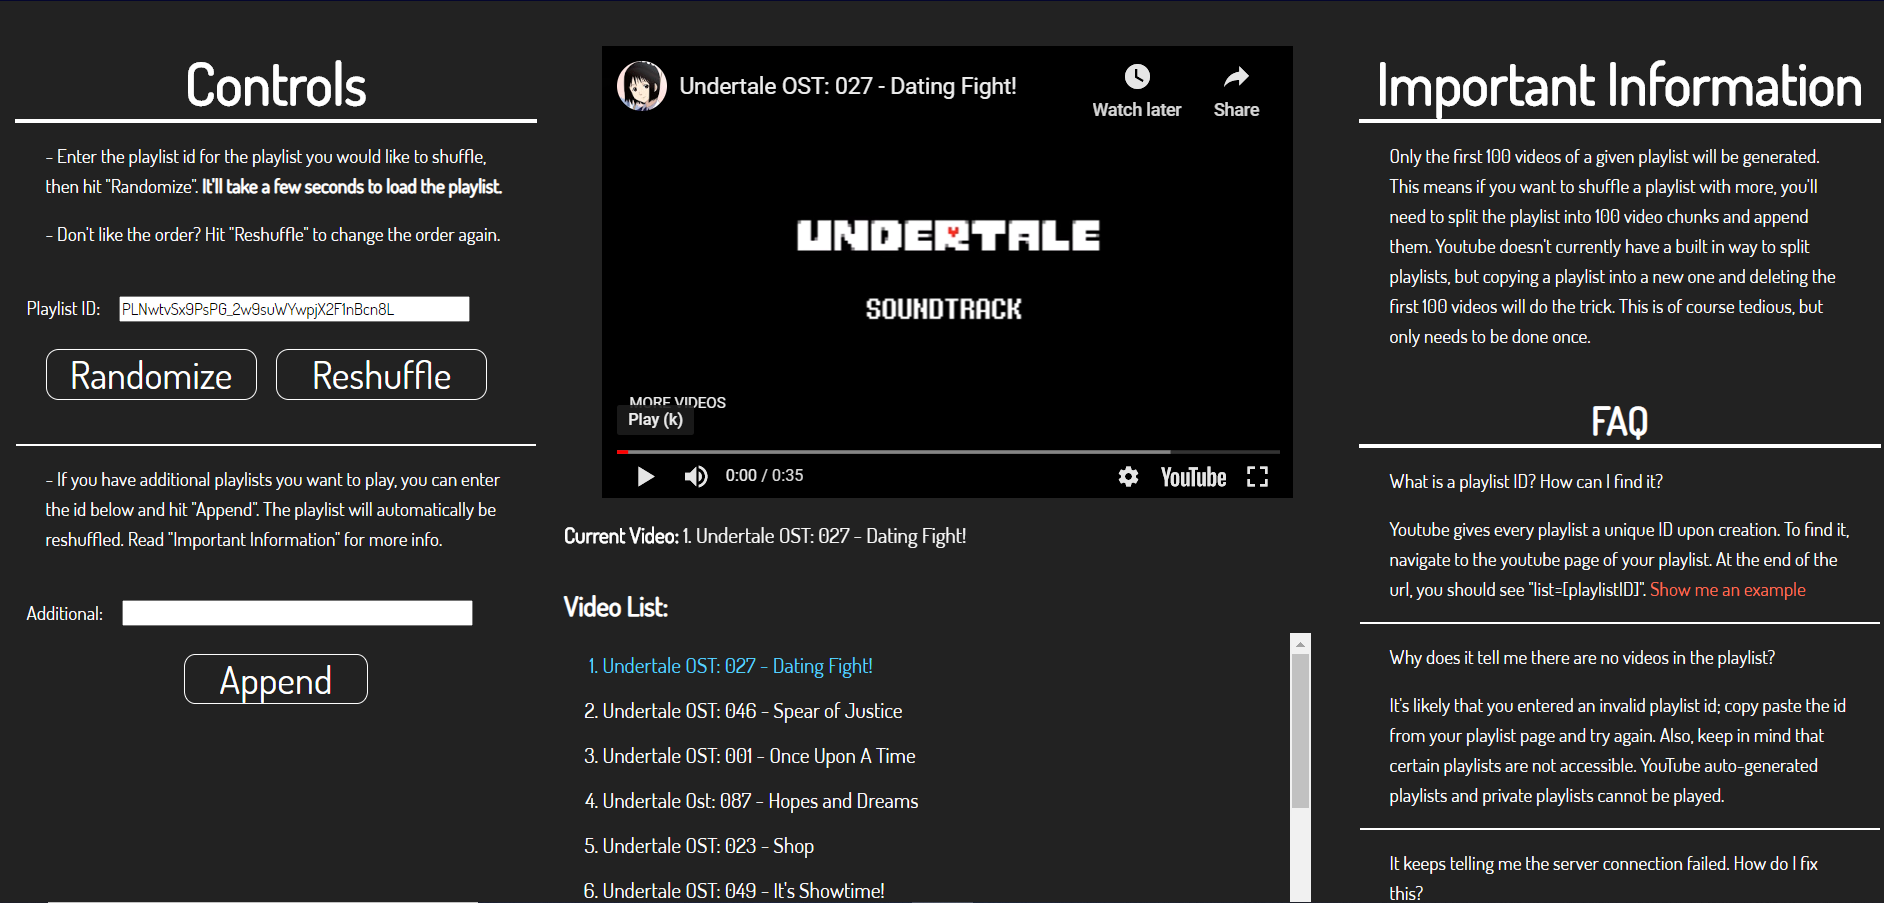 Controls
- Enter the playlist id for the playlist you would like to shuffle,
then hit "Randomize". It'll take a few seconds to load the playlist.
- Don't like the order? Hit "Reshuffle" to change the order again.
Playlist ID: PLNwtvSx9PsPG_2w9suWYwpjX2F1nBcn8L
Randomize Reshuffle
- If you have additional playlists you want to play, you can enter
the id below and hit "Append". The playlist will automatically be
reshuffled. Read "Important Information" for more info.
Additional:
Append
Undertale OST: 027 - Dating Fight!
Watch later Share
UNDERTALE
SOUNDTRACK
MORE VIDEOS
Play (k)
0:00 / 0:35
YouTube
Current Video: 1. Undertale OST: 027 - Dating Fight!
Video List:
1. Undertale OST: 027 - Dating Fight!
2. Undertale OST: 046 - Spear of Justice
3. Undertale OST: 001 - Once Upon A Time
4. Undertale Ost: 087 - Hopes and Dreams
5. Undertale OST: 023 - Shop
6. Undertale OST: 049 - It's Showtime!
Important Information
Only the first 100 videos of a given playlist will be generated.
This means if you want to shuffle a playlist with more, you'll
need to split the playlist into 100 video chunks and append
them. Youtube doesn't currently have a built in way to split
playlists, but copying a playlist into a new one and deleting the
first 100 videos will do the trick. This is of course tedious, but
only needs to be done once.
FAQ
What is a playlist ID? How can I find it?
Youtube gives every playlist a unique ID upon creation. To find it,
navigate to the youtube page of your playlist. At the end of the
url, you should see "list=[playlistID]". Show me an example
Why does it tell me there are no videos in the playlist?
It's likely that you entered an invalid playlist id; copy paste the id
from your playlist page and try again. Also, keep in mind that
certain playlists are not accessible. YouTube auto-generated
playlists and private playlists cannot be played.
It keeps telling me the server connection failed. How do I fix
this?